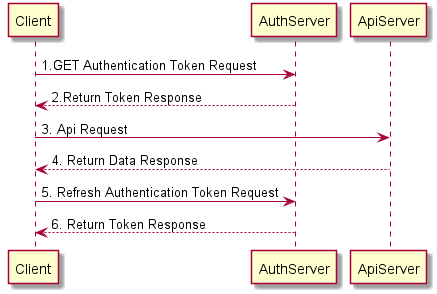 Client AuthServer ApiServer
1.GET Authentication Token Request
2.Return Token Response
3. Api Request
4. Return Data Response
5. Refresh Authentication Token Request
6. Return Token Response
Client AuthServer ApiServer